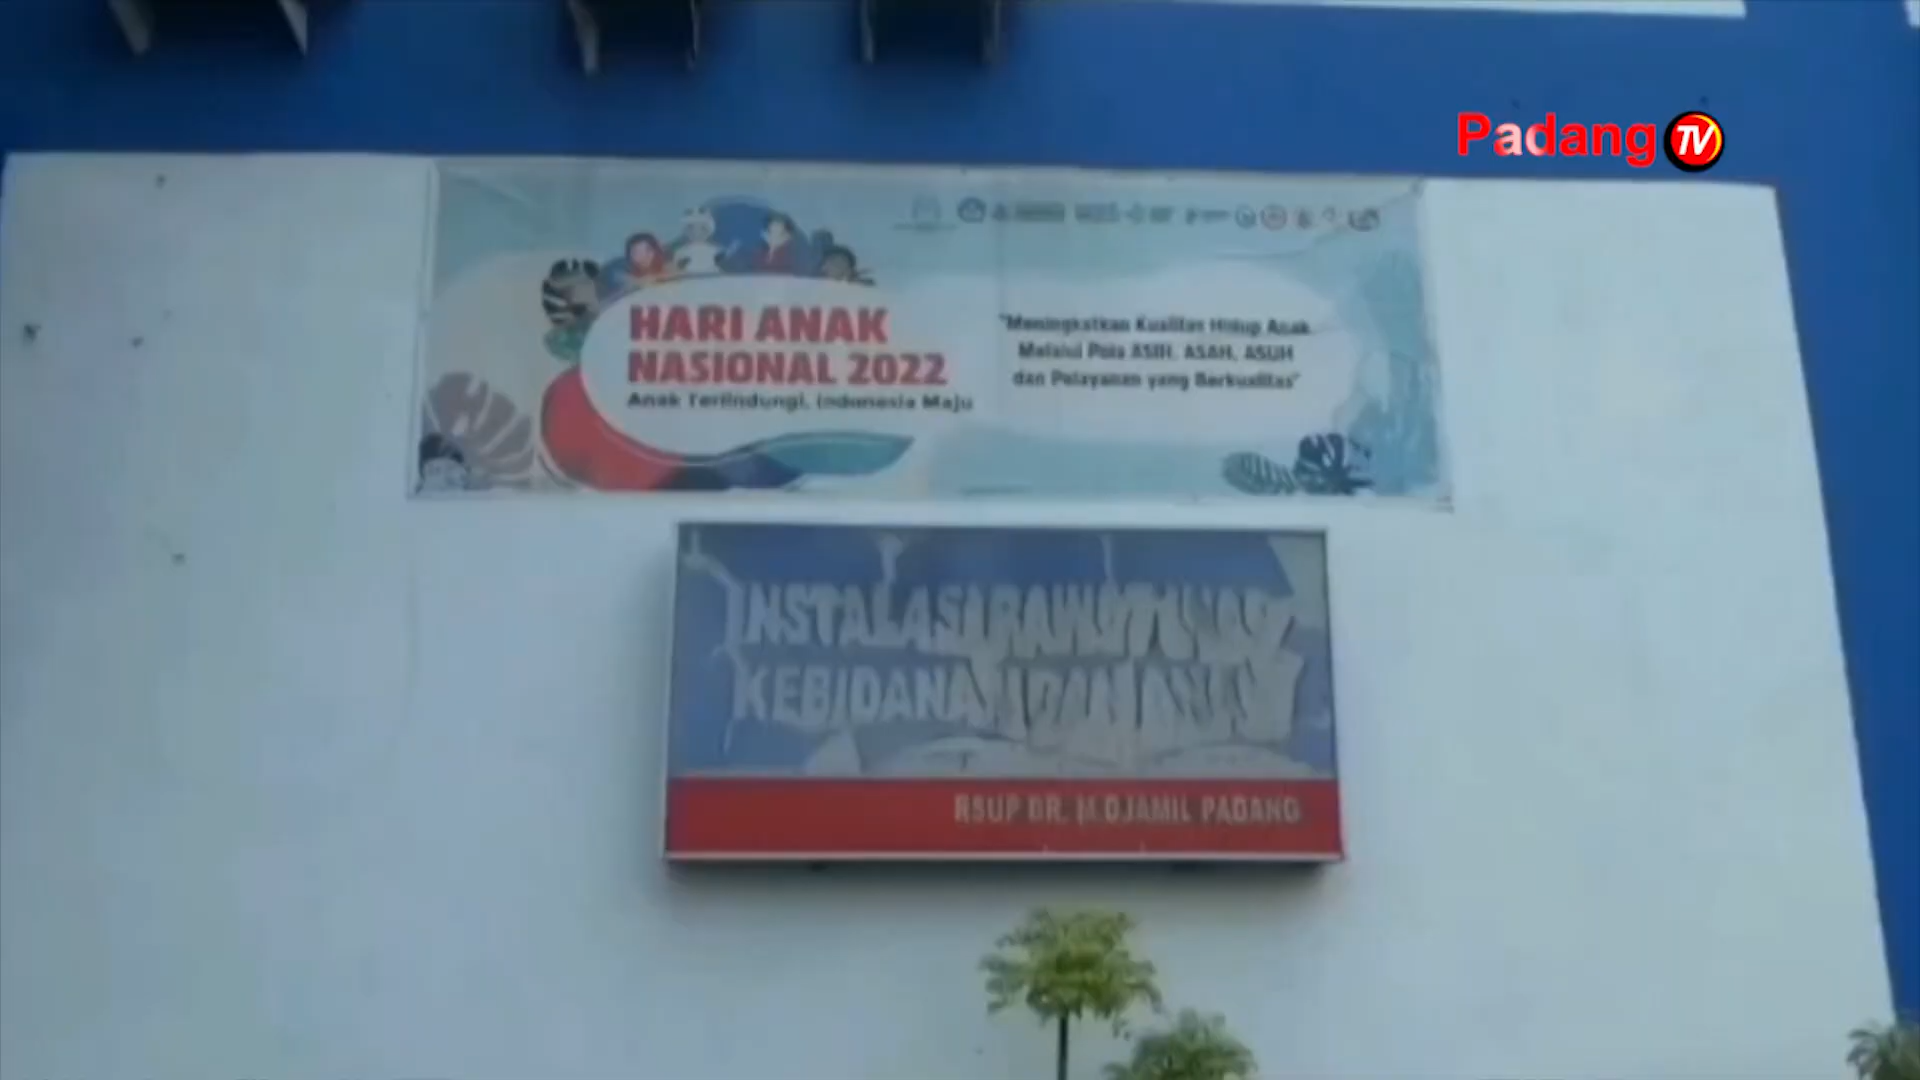 Padang TV
HARI ANAK
NASIONAL 2022
Anak Terlindungi, Indonesia Maju
"Meningkatkan Kualitas Hidup Anak
Melalui Pola ASIH, ASAH, ASUH
dan Pelayanan yang Berkualitas"
INSTALASI RAWAT INAP
KEBIDANAN
RSUP DR. M.DJAMIL PADANG